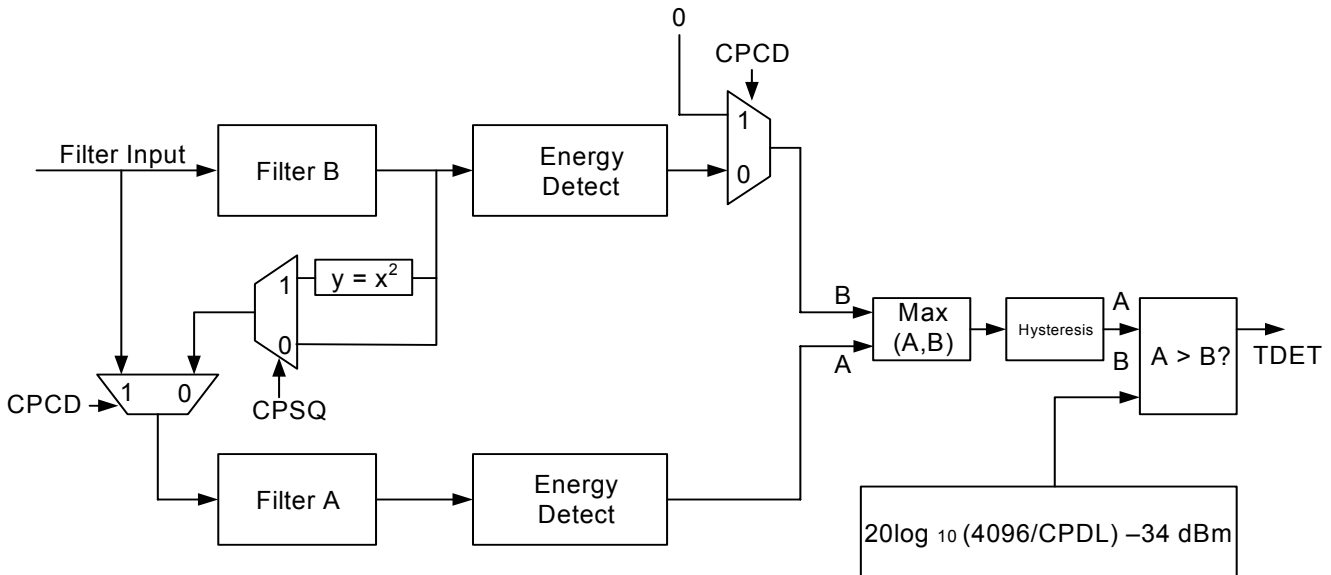 0
CPCD
1
0
Filter Input
Filter B
Energy
Detect
y = x²
1
0
CPSQ
CPCD
1 0
Filter A
Energy
Detect
B
A
Max
(A,B)
Hysteresis
A
B
A > B?
TDET
20log 10 (4096/CPDL) –34 dBm